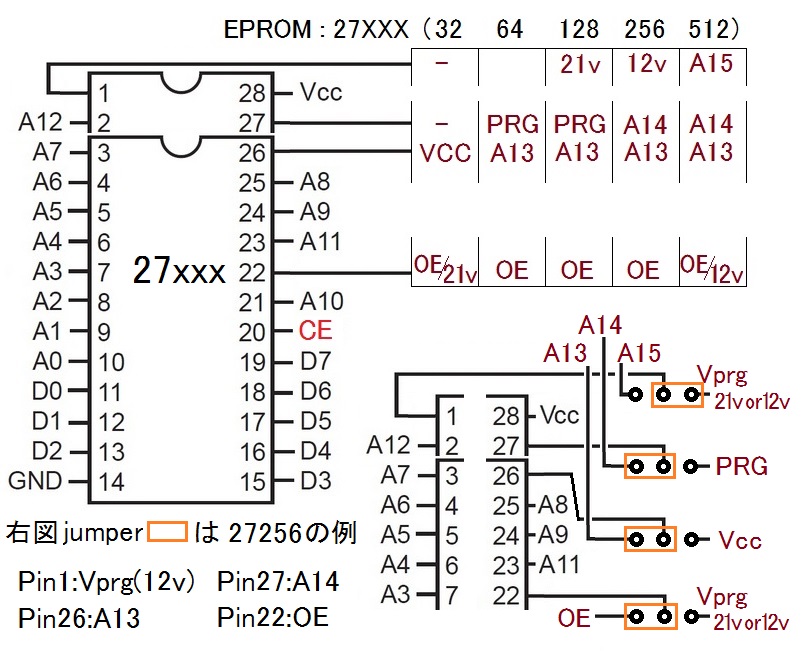 EPROM : 27XXX (32 64 128 256 512)
- 21v 12v A15
1 28 Vcc
A12 2 27 - PRG PRG A14 A14
A7 3 26 VCC A13 A13 A13 A13
A6 4 25 A8
A5 5 24 A9
A4 6 23 A11
A3 7 22 OE/21v OE OE OE OE/12v
27xxx
A2 8 21 A10
A1 9 20 CE
A0 10 19 D7
D0 11 18 D6
D1 12 17 D5
D2 13 16 D4
GND 14 15 D3
右図jumper は 27256の例
Pin1:Vprg(12v) Pin27:A14
Pin26:A13 Pin22:OE
A14
A13 A15
Vprg
21vor12v
1 28 Vcc
A12 2 27
PRG
A7 3 26
A6 4 25 A8
A5 5 24 A9
Vcc
A4 6 23 A11
A3 7 22
Vprg
OE 21vor12v